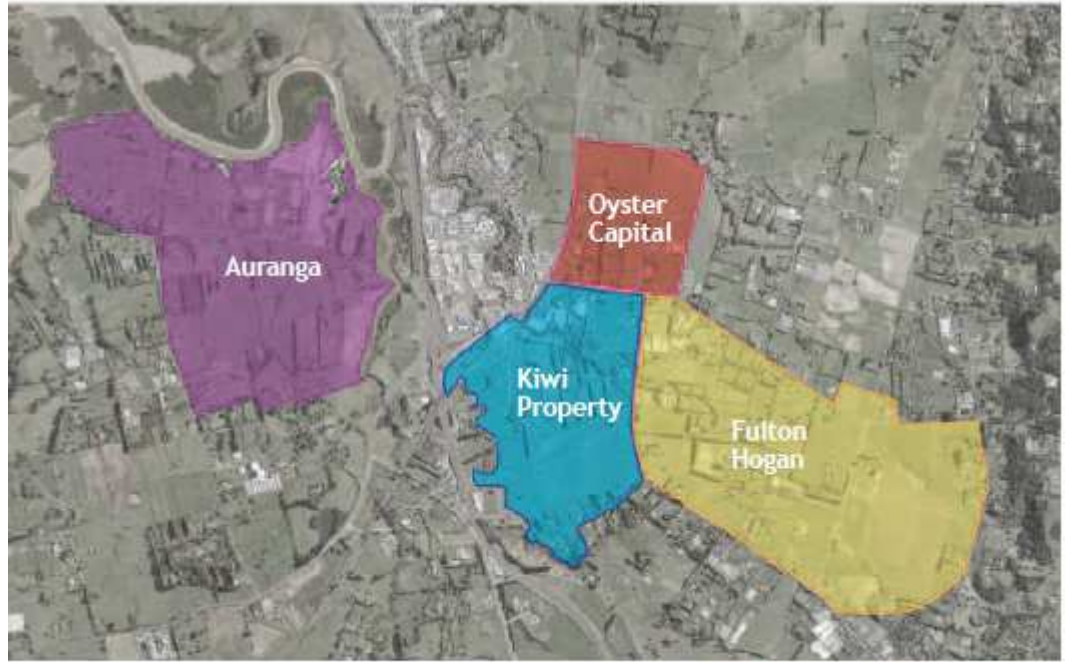 Oyster
Capital
Auranga
Kiwi
Property
Fulton
Hogan